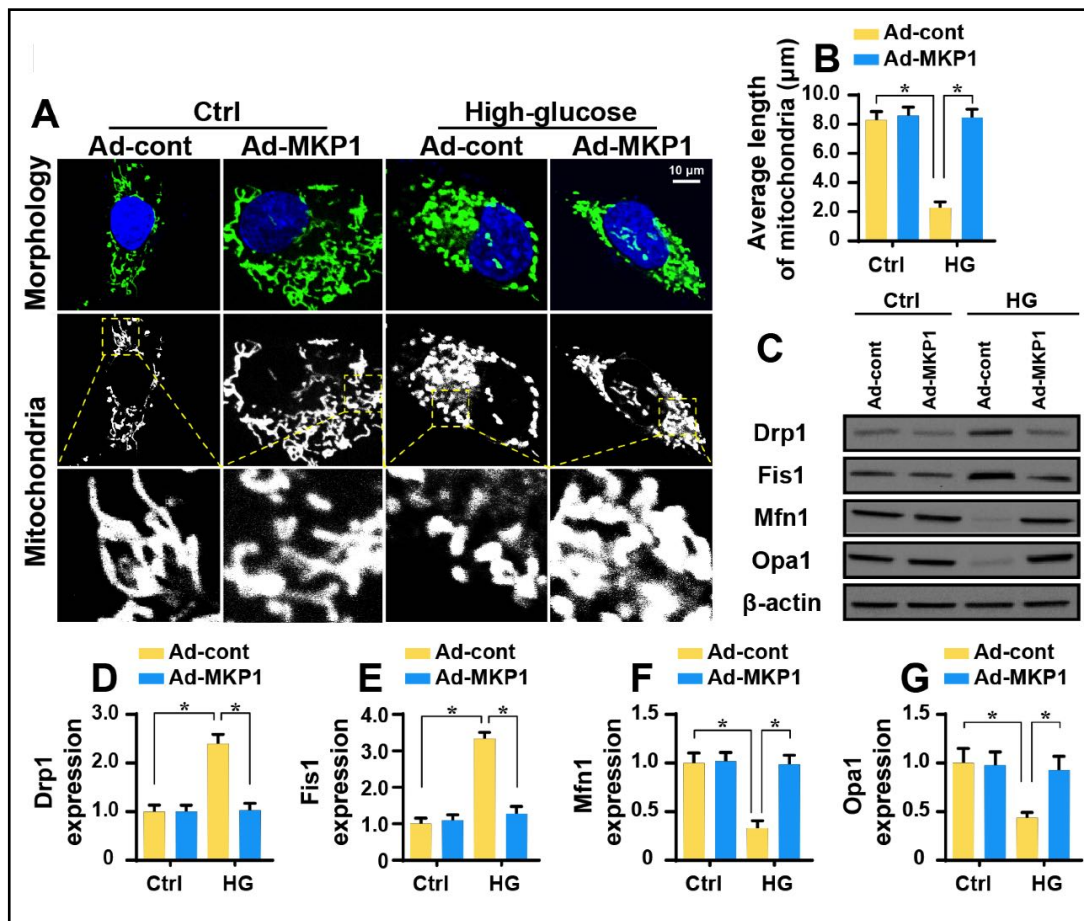 A
Ctrl
High-glucose
Ad-cont
Ad-MKP1
Ad-cont
Ad-MKP1
Morphology
10 μm
Mitochondria
B
Ad-cont
Ad-MKP1
Average length
of mitochondria (μm)
10.0
8.0
6.0
4.0
2.0
0
*
*
Ctrl
HG
C
Ctrl
HG
Ad-cont
Ad-MKP1
Ad-cont
Ad-MKP1
Drp1
Fis1
Mfn1
Opa1
β-actin
D
Ad-cont
Ad-MKP1
Drp1
expression
3.0
2.0
1.0
0
*
*
Ctrl
HG
E
Ad-cont
Ad-MKP1
Fis1
expression
4.0
3.0
2.0
1.0
0
*
*
Ctrl
HG
F
Ad-cont
Ad-MKP1
Mfn1
expression
1.5
1.0
0.5
0
*
*
Ctrl
HG
G
Ad-cont
Ad-MKP1
Opa1
expression
1.5
1.0
0.5
0
*
*
Ctrl
HG